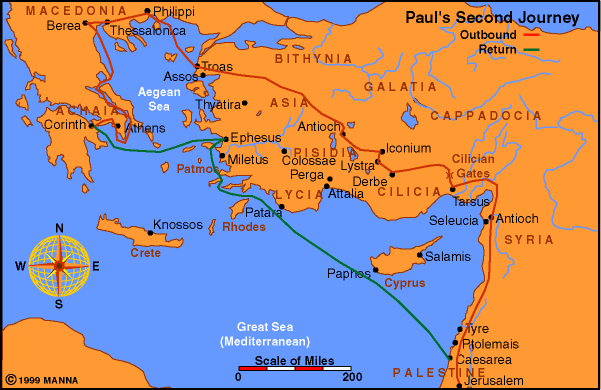 Paul's Second Journey
Outbound
Return
MACEDONIA
Philippi
Berea
Thessalonica
Troas
Assos
BITHYNIA
GALATIA
Aegean
Sea
Thyatira
ASIA
CAPPADOCIA
ACHAIA
Corinth
Athens
Ephesus
Antioch
Iconium
Miletus
Colossae
PISIDIA
Lystra
Cilician
Gates
Patmos
Perga
Derbe
LYCIA
Attalia
CILICIA
Tarsus
Patara
Seleucia
Antioch
Knossos
Rhodes
SYRIA
Crete
Salamis
Paphos
Cyprus
N
W
E
S
Great Sea
(Mediterranean)
Tyre
Ptolemais
Scale of Miles
Caesarea
0
200
PALESTINE
Jerusalem
©1999 MANNA